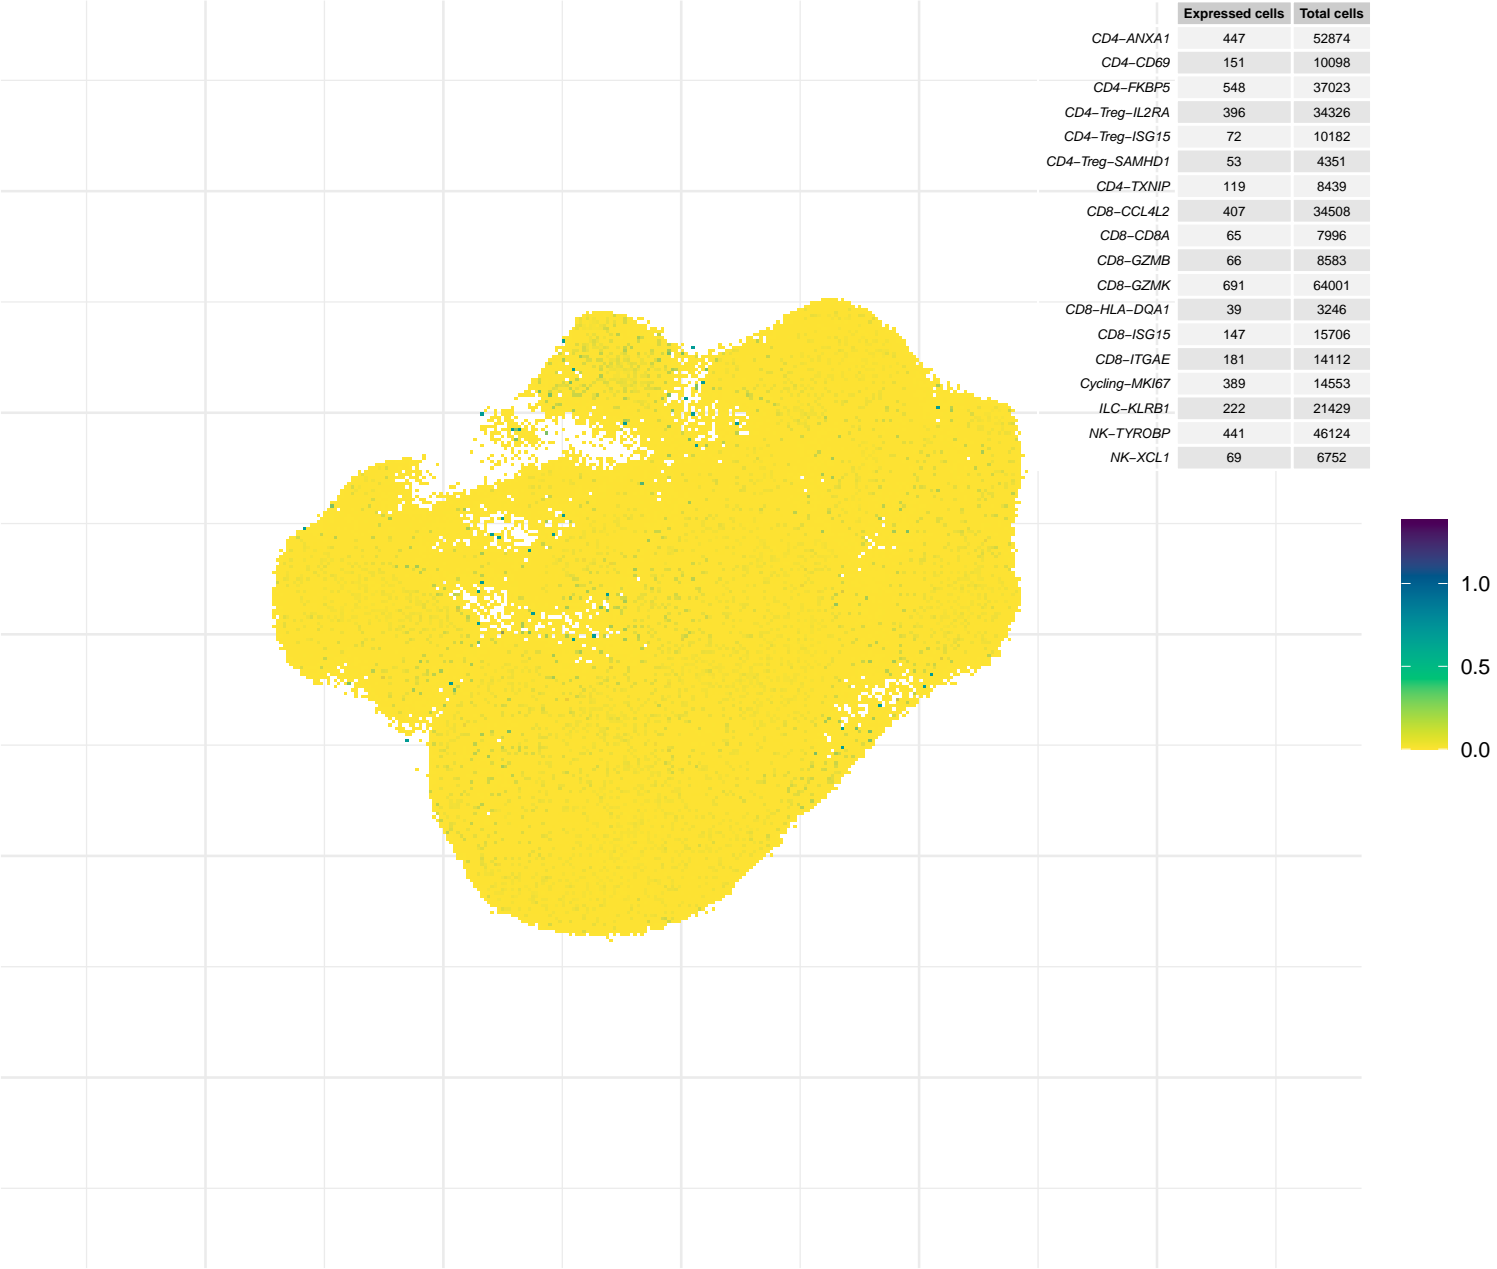 Expressed cells Total cells
CD4−ANXA1 447 52874
CD4−CD69 151 10098
CD4−FKBP5 548 37023
CD4−Treg−IL2RA 396 34326
CD4−Treg−ISG15 72 10182
CD4−Treg−SAMHD1 53 4351
CD4−TXNIP 119 8439
CD8−CCL4L2 407 34508
CD8−CD8A 65 7996
CD8−GZMB 66 8583
CD8−GZMK 691 64001
CD8−HLA−DQA1 39 3246
CD8−ISG15 147 15706
CD8−ITGAE 181 14112
Cycling−MKI67 389 14553
ILC−KLRB1 222 21429
NK−TYROBP 441 46124
NK−XCL1 69 6752
1.0
0.5
0.0